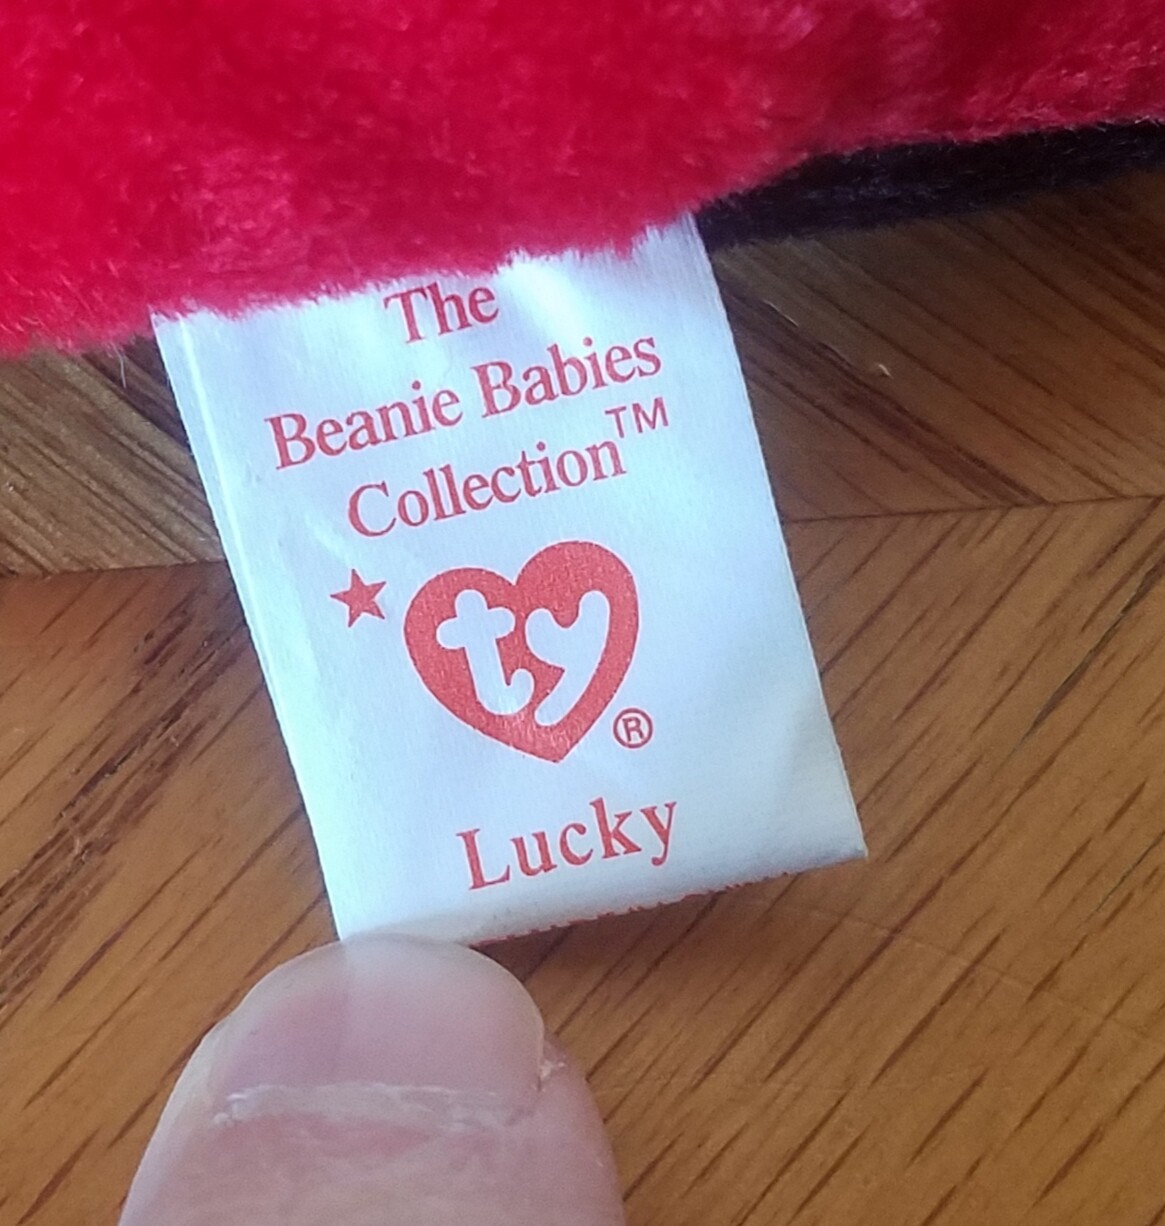 The
Beanie Babies
Collection™
ty®
Lucky